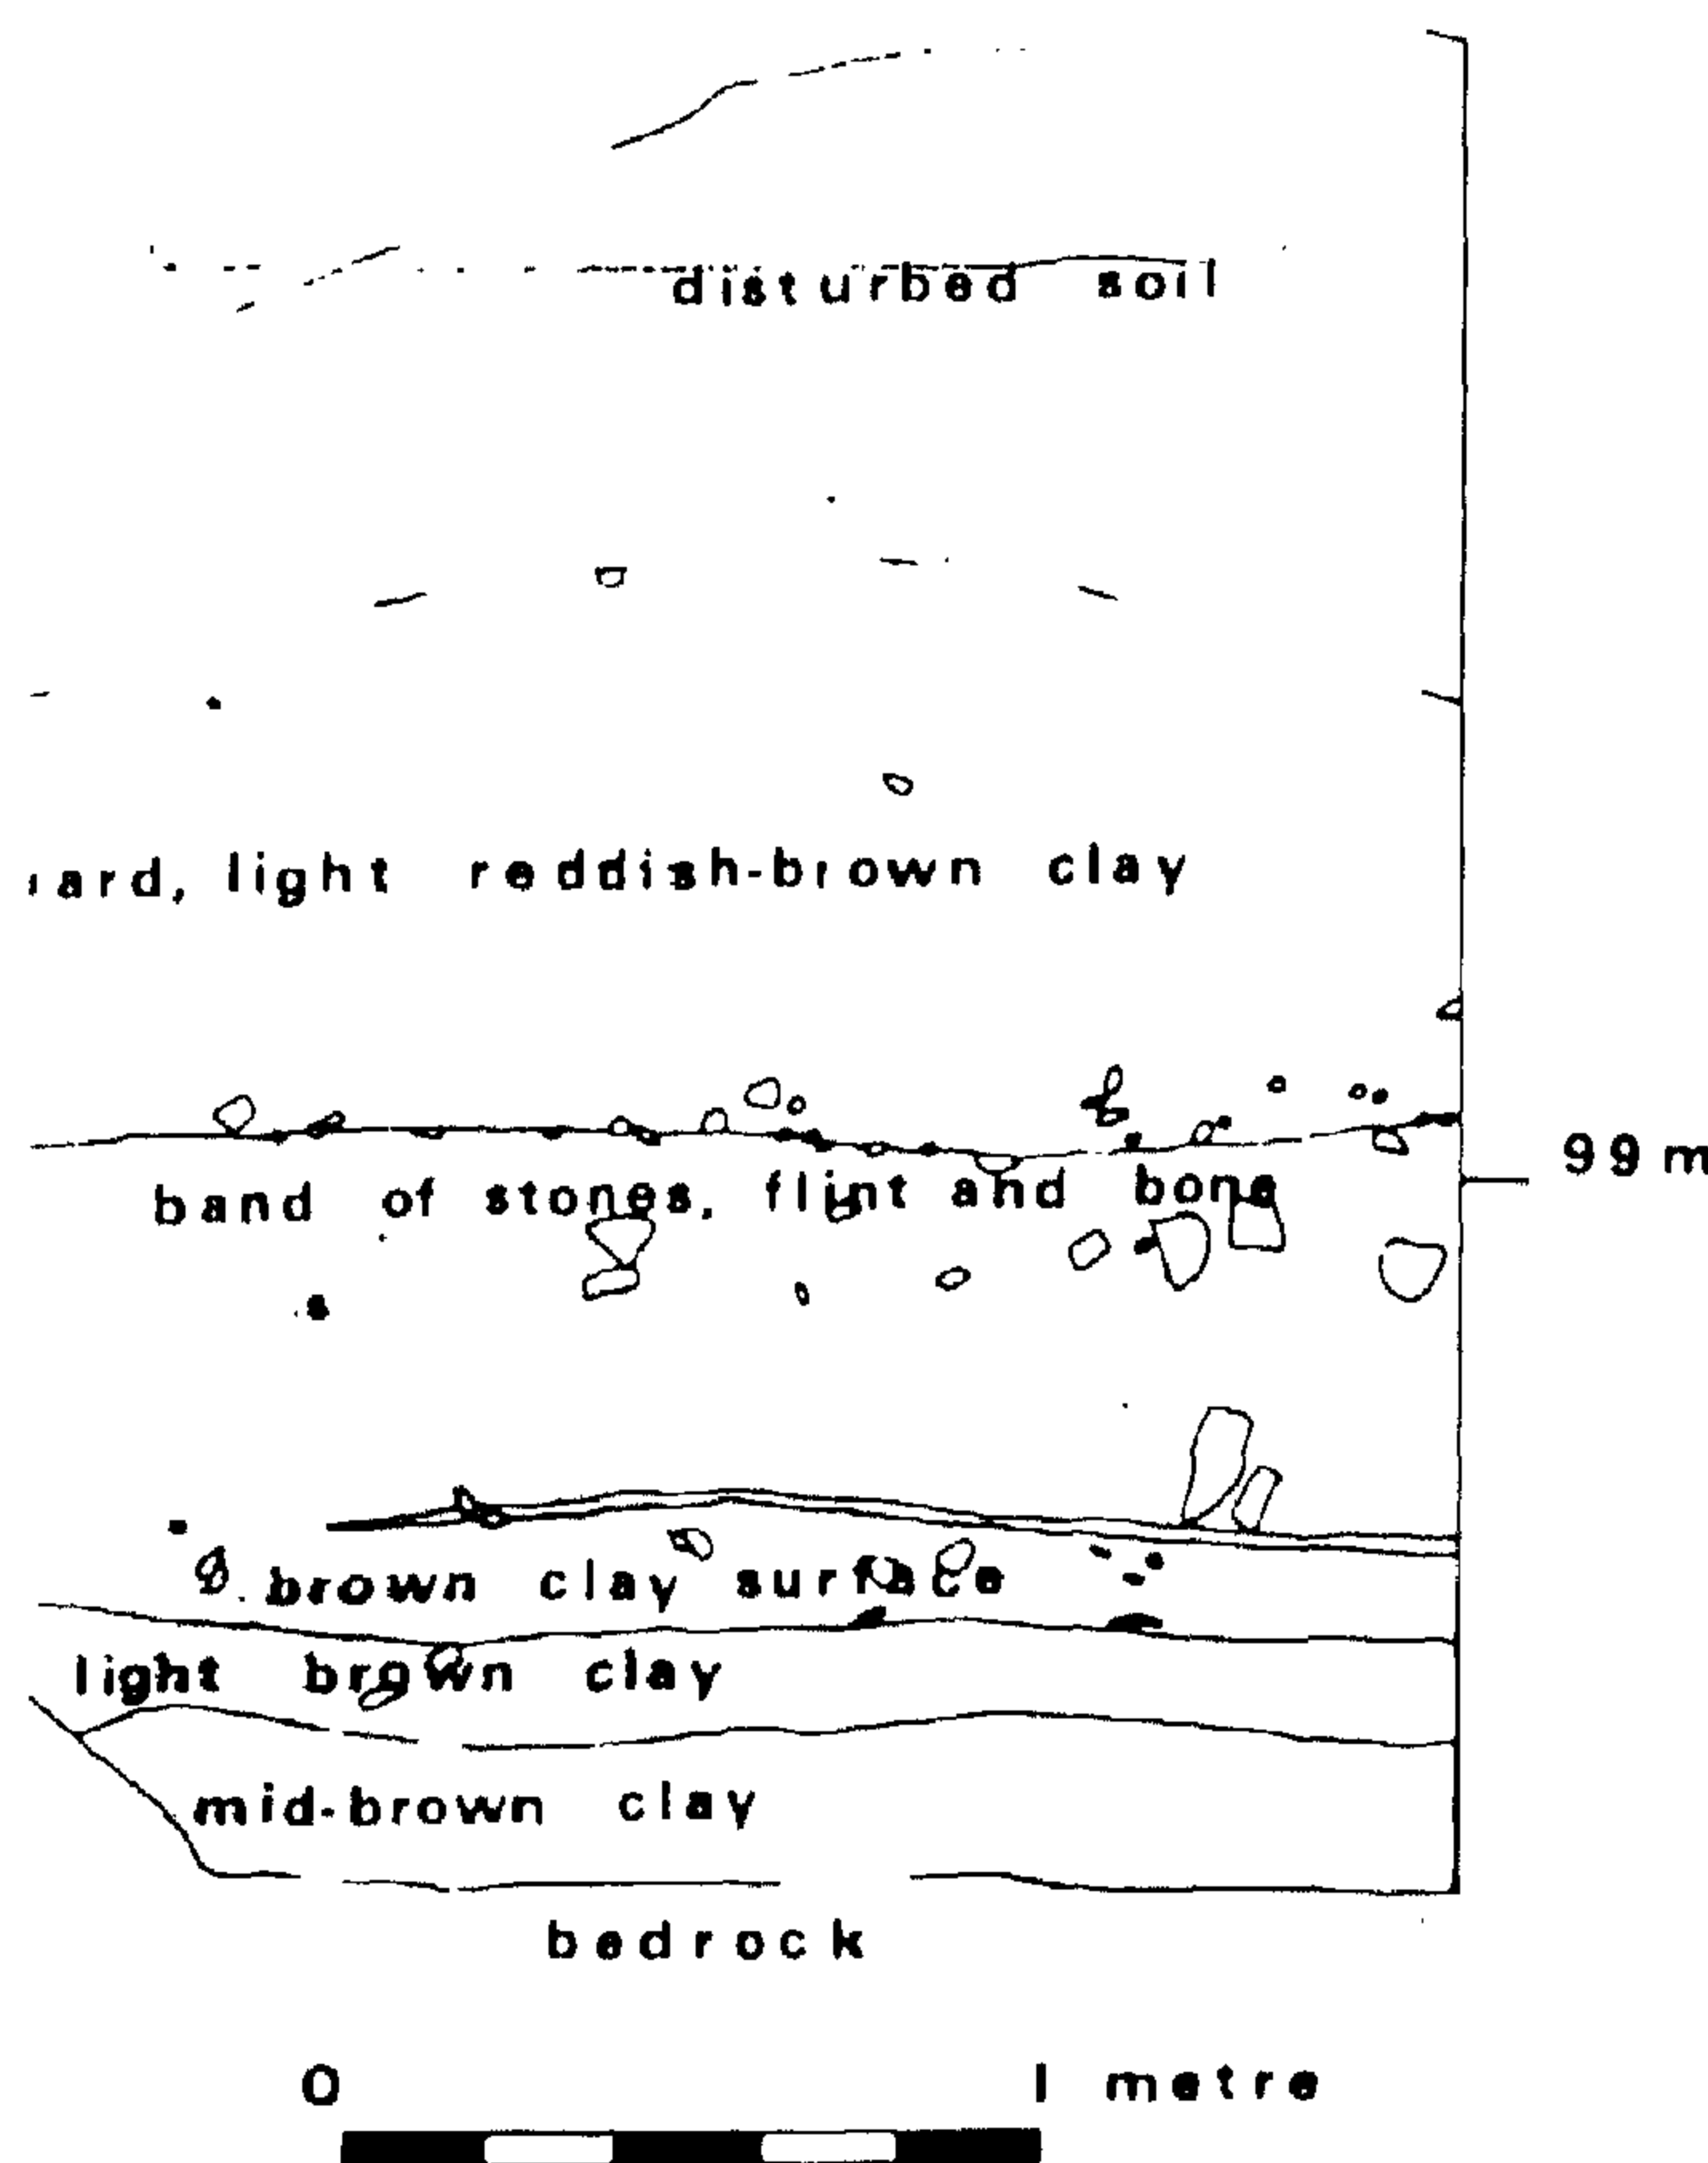 disturbed soil
ard, light reddish-brown clay
99 m
band of stones, flint and bone
brown clay surface
light brown clay
mid-brown clay
bedrock
0 1 metre